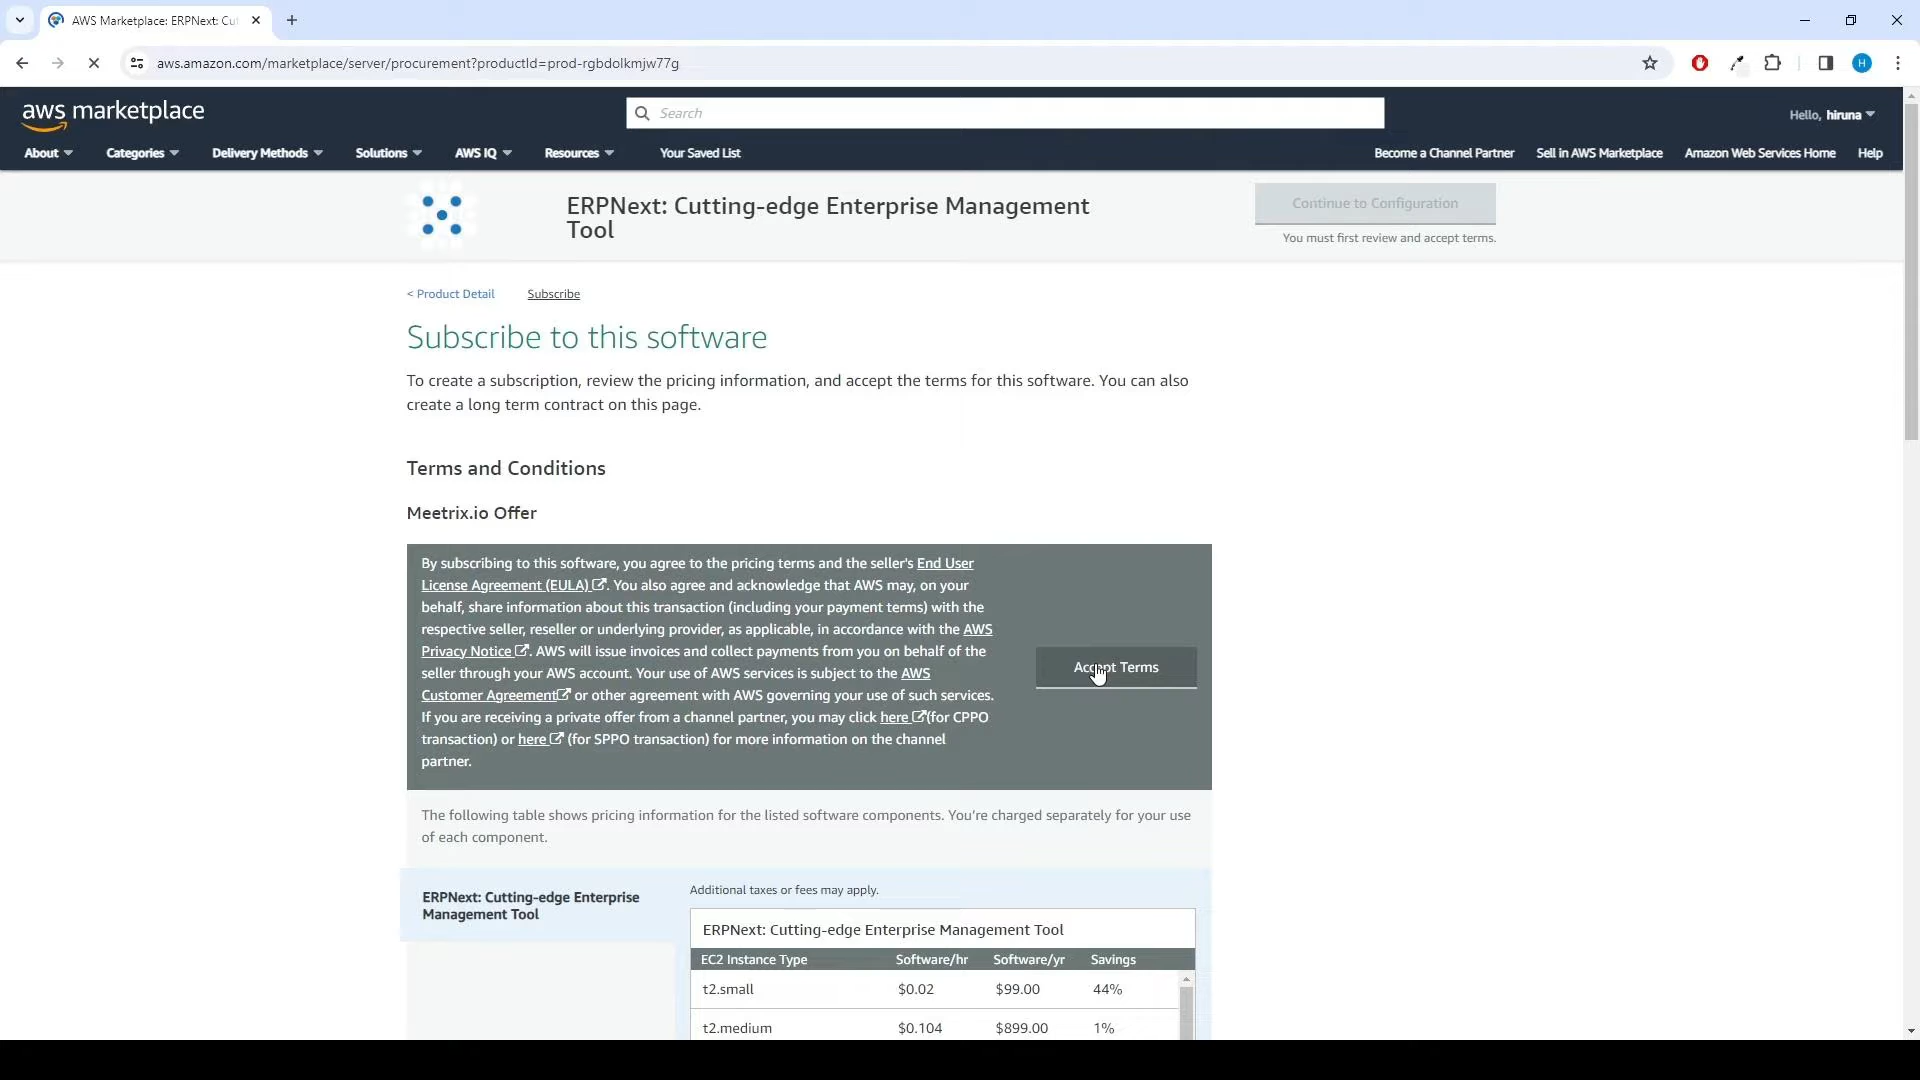 AWS Marketplace: ERPNext: Cu
aws.amazon.com/marketplace/server/procurement?productId=prod-rgbdolkmjw77g
H
aws marketplace
Search
Hello, hiruna
About Categories Delivery Methods Solutions AWS IQ Resources Your Saved List Become a Channel Partner Sell in AWS Marketplace Amazon Web Services Home Help
ERPNext: Cutting-edge Enterprise Management
Tool
Continue to Configuration
You must first review and accept terms.
< Product Detail Subscribe
Subscribe to this software
To create a subscription, review the pricing information, and accept the terms for this software. You can also
create a long term contract on this page.
Terms and Conditions
Meetrix.io Offer
By subscribing to this software, you agree to the pricing terms and the seller's End User
License Agreement (EULA). You also agree and acknowledge that AWS may, on your
behalf, share information about this transaction (including your payment terms) with the
respective seller, reseller or underlying provider, as applicable, in accordance with the AWS
Privacy Notice. AWS will issue invoices and collect payments from you on behalf of the
seller through your AWS account. Your use of AWS services is subject to the AWS
Customer Agreement or other agreement with AWS governing your use of such services.
If you are receiving a private offer from a channel partner, you may click here (for CPPO
transaction) or here (for SPPO transaction) for more information on the channel
partner.
Accept Terms
The following table shows pricing information for the listed software components. You're charged separately for your use
of each component.
ERPNext: Cutting-edge Enterprise
Management Tool
Additional taxes or fees may apply.
ERPNext: Cutting-edge Enterprise Management Tool
EC2 Instance Type Software/hr Software/yr Savings
t2.small $0.02 $99.00 44%
t2.medium $0.104 $899.00 1%